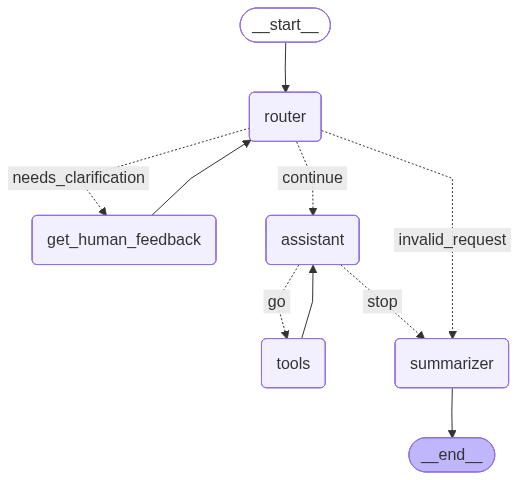 __start__
router
needs_clarification
continue
get_human_feedback
assistant
invalid_request
go
stop
tools
summarizer
__end__